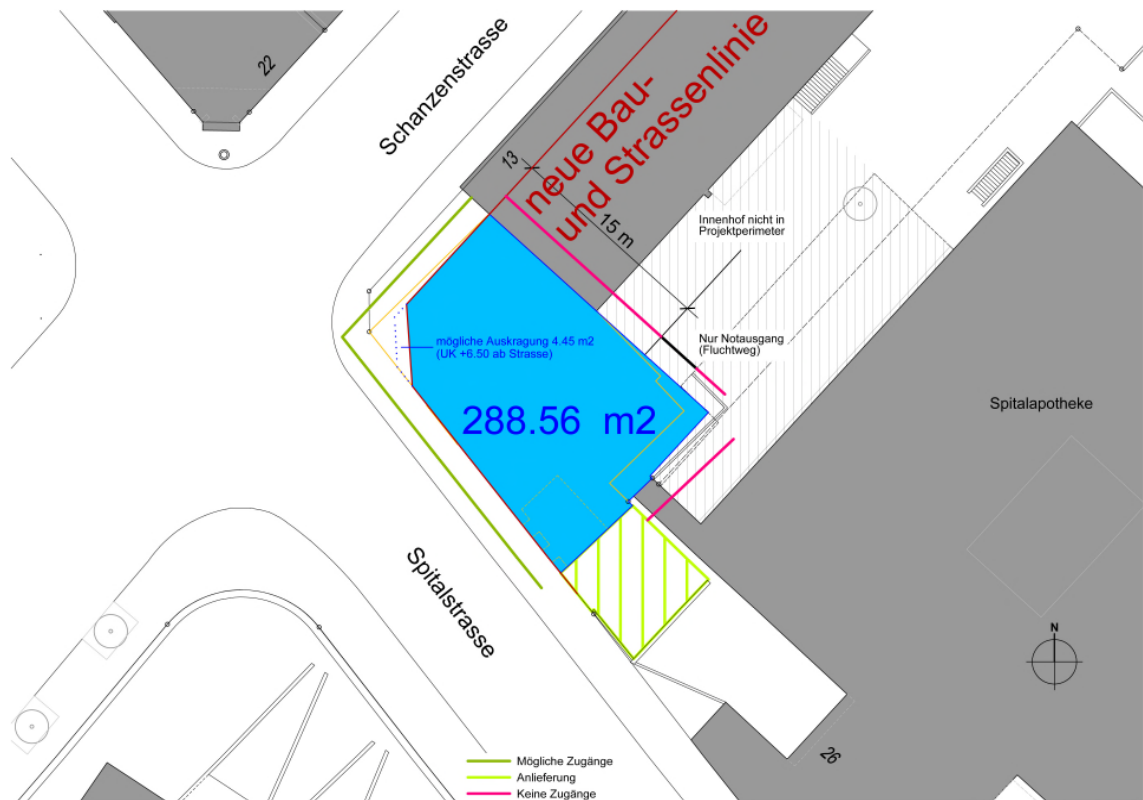 22
Schanzenstrasse
neue Bau-
und Strassenlinie
13
15 m
Innenhof nicht in
Projektperimeter
mögliche Auskragung 4.45 m2
(UK +6.50 ab Strasse)
Nur Notausgang
(Fluchtweg)
288.56 m2
Spitalapotheke
Spitalstrasse
N
26
Mögliche Zugänge
Anlieferung
Keine Zugänge